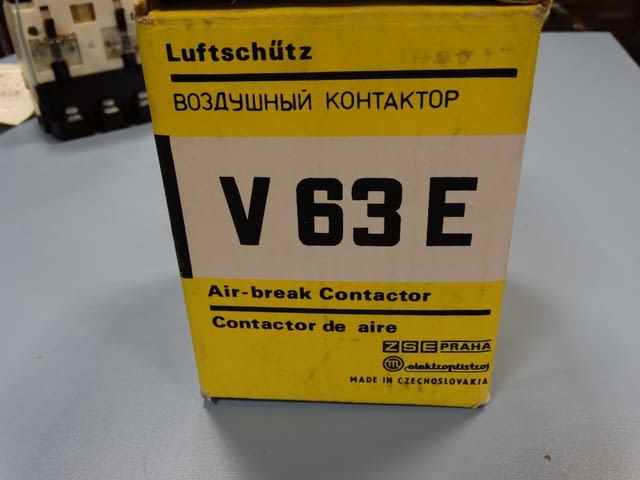 Luftschütz
ВОЗДУШНЫЙ КОНТАКТОР
V 63 E
Air-break Contactor
Contactor de aire
ZSE PRAHA
elektropřístroj
MADE IN CZECHOSLOVAKIA